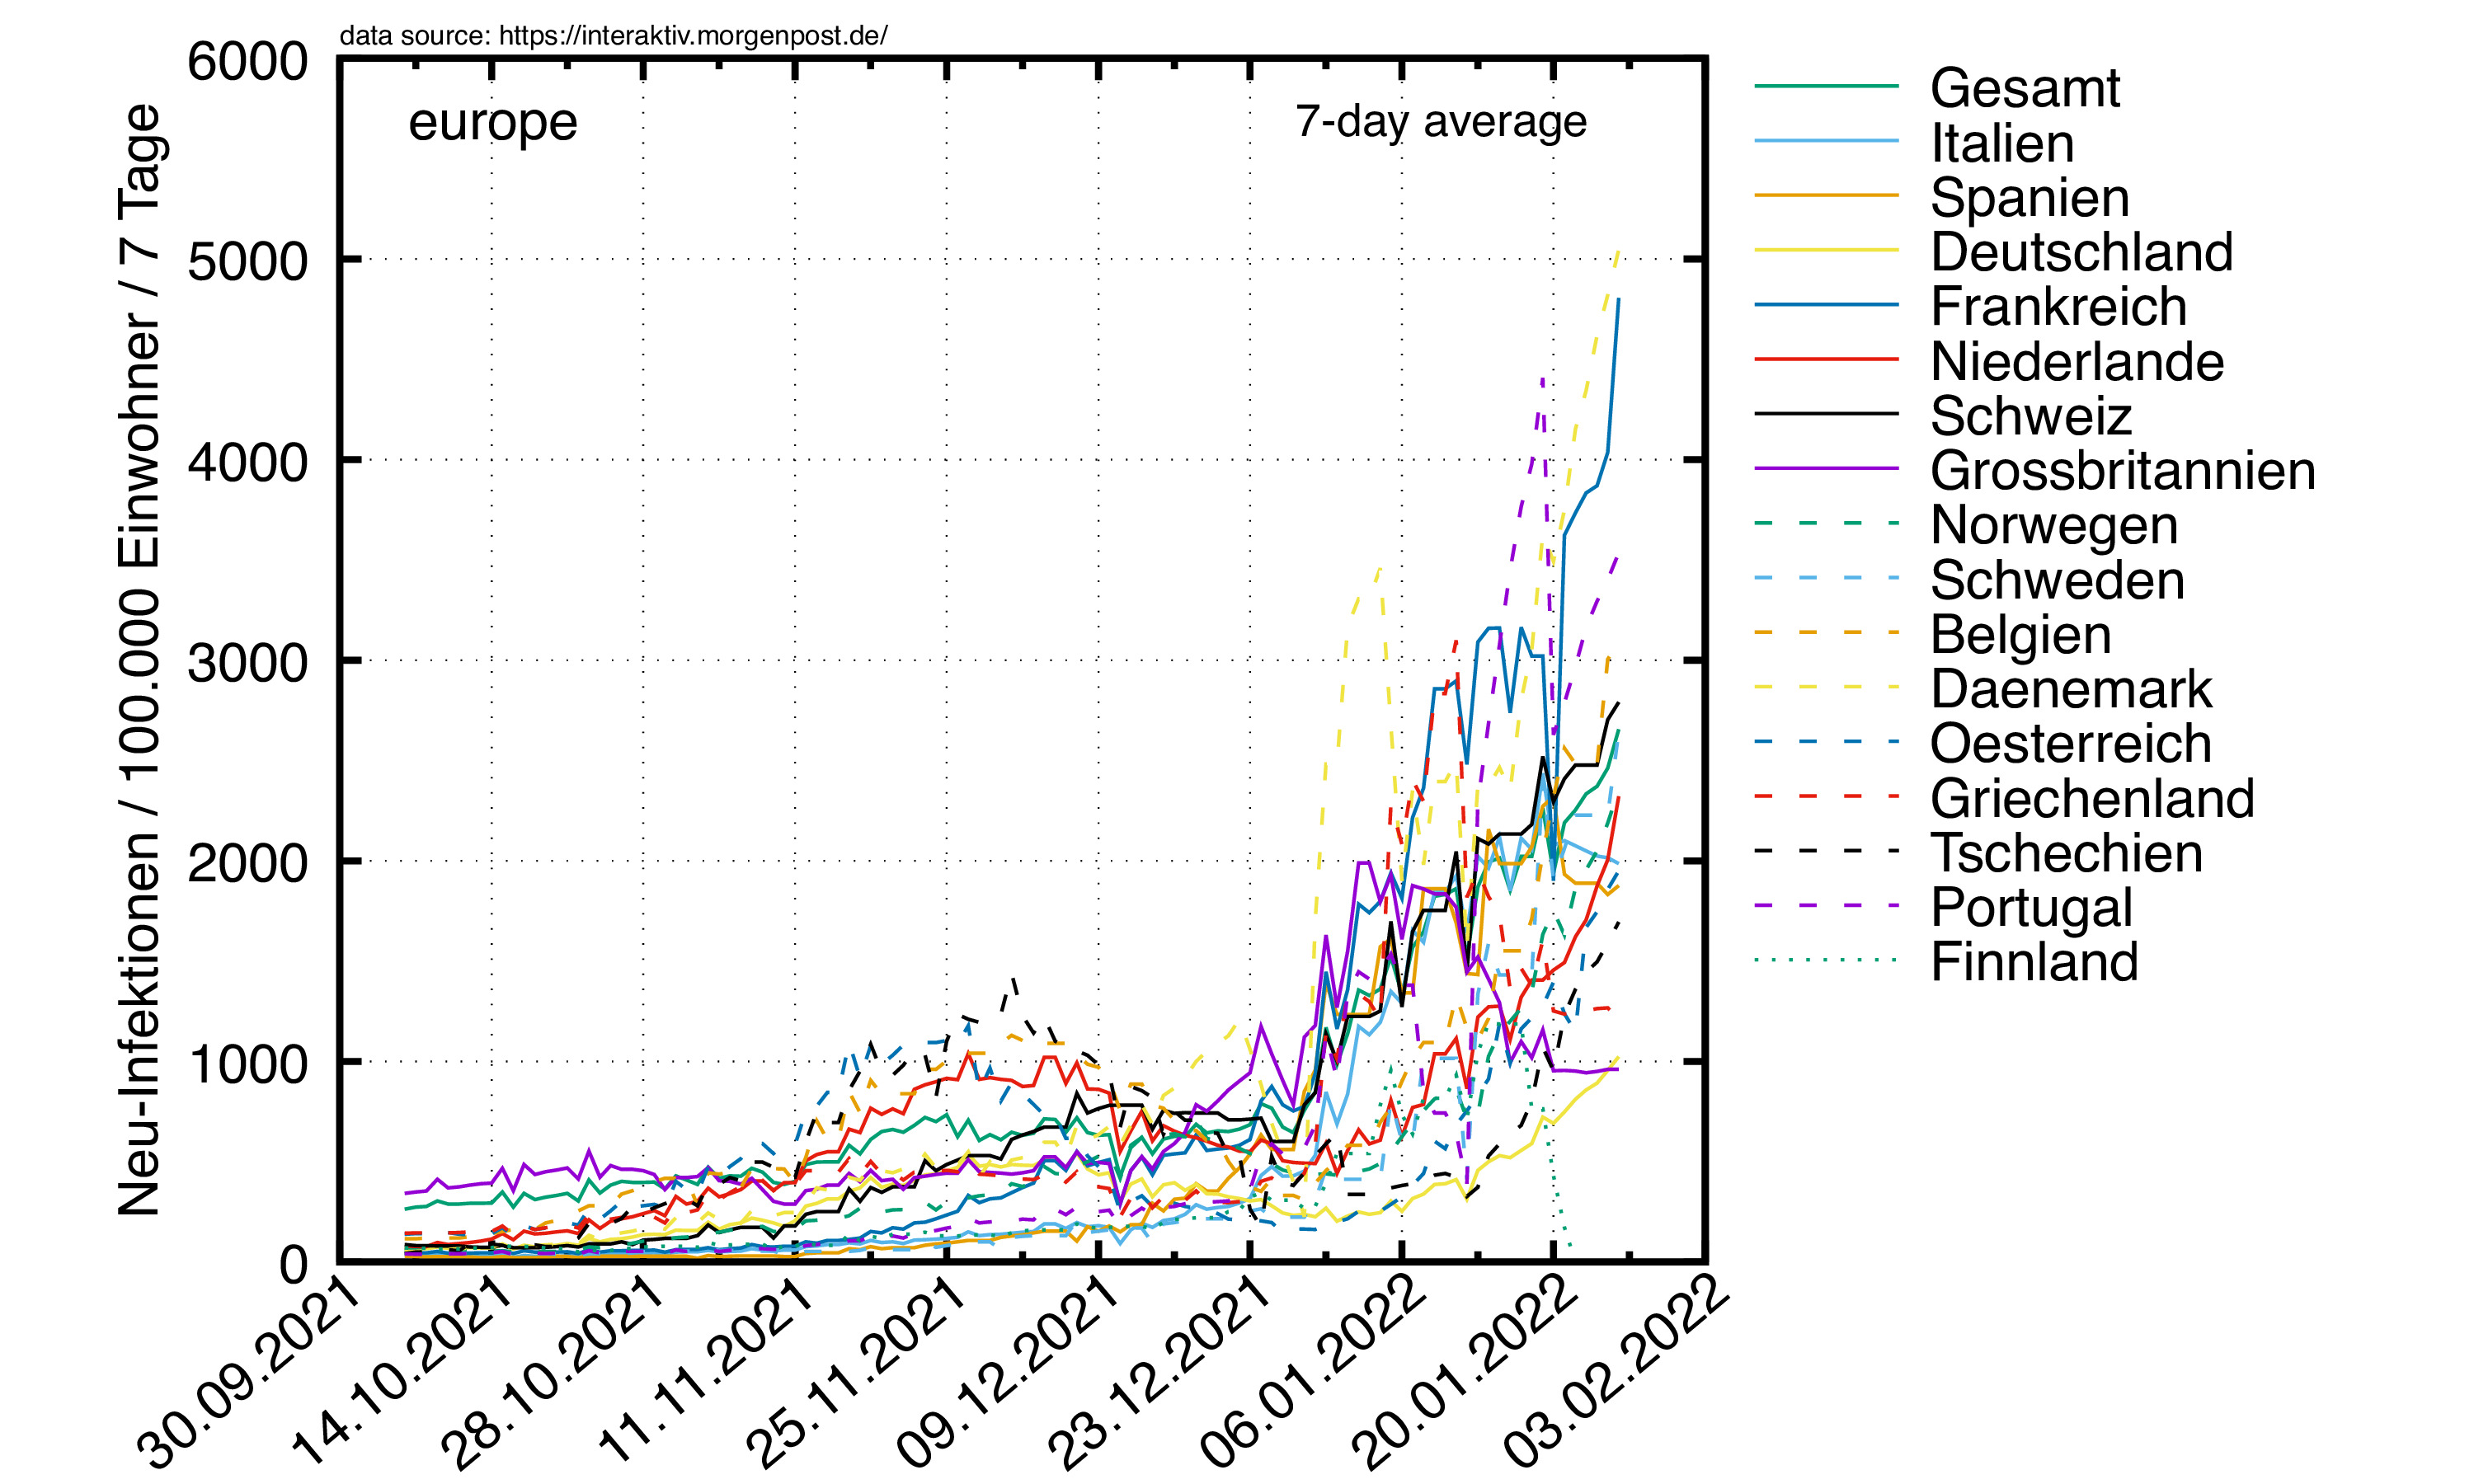 data source: https://interaktiv.morgenpost.de/
europe
7-day average
Neu-Infektionen / 100.000 Einwohner / 7 Tage
6000
5000
4000
3000
2000
1000
0
30.09.2021
14.10.2021
28.10.2021
11.11.2021
25.11.2021
09.12.2021
23.12.2021
06.01.2022
20.01.2022
03.02.2022
Gesamt
Italien
Spanien
Deutschland
Frankreich
Niederlande
Schweiz
Grossbritannien
Norwegen
Schweden
Belgien
Daenemark
Oesterreich
Griechenland
Tschechien
Portugal
Finnland